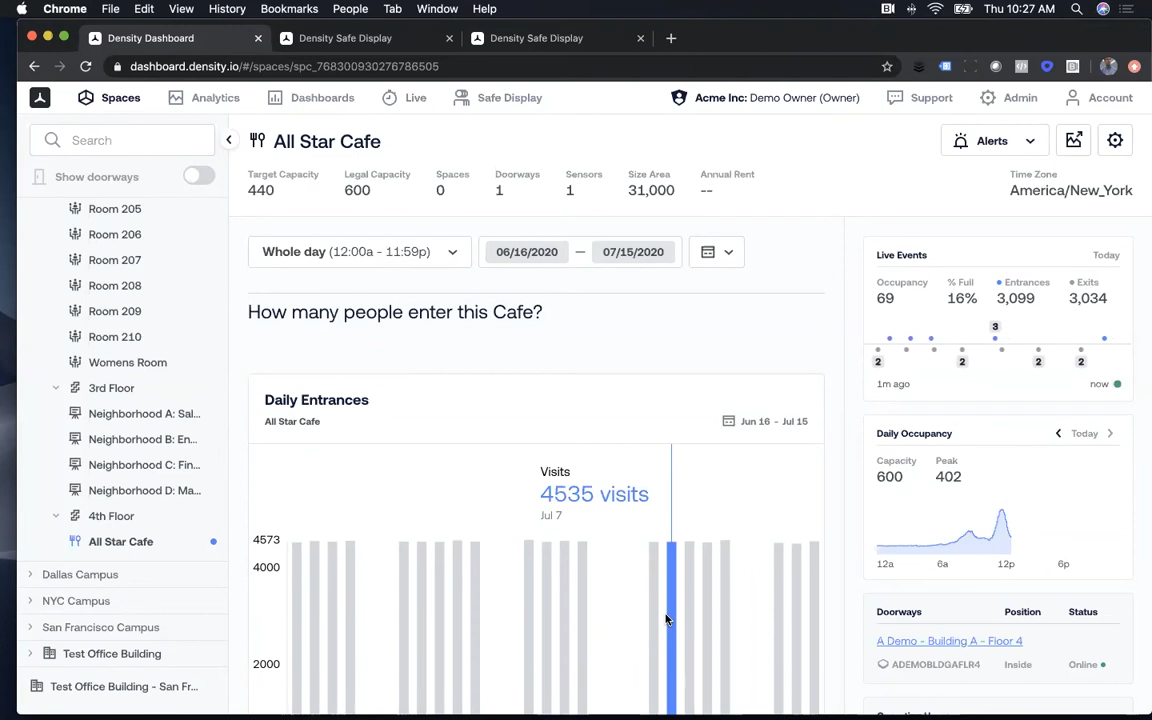 Chrome File Edit View History Bookmarks People Tab Window Help Thu 10:27 AM
Density Dashboard Density Safe Display Density Safe Display
dashboard.density.io/#/spaces/spc_768300930276786505
Spaces Analytics Dashboards Live Safe Display Acme Inc: Demo Owner (Owner) Support Admin Account
Search
Show doorways
Room 205
Room 206
Room 207
Room 208
Room 209
Room 210
Womens Room
3rd Floor
Neighborhood A: Sal...
Neighborhood B: En...
Neighborhood C: Fin...
Neighborhood D: Ma...
4th Floor
All Star Cafe
Dallas Campus
NYC Campus
San Francisco Campus
Test Office Building
Test Office Building - San Fr...
All Star Cafe
Alerts
Target Capacity Legal Capacity Spaces Doorways Sensors Size Area Annual Rent Time Zone
440 600 0 1 1 31,000 -- America/New_York
Whole day (12:00a - 11:59p) 06/16/2020 — 07/15/2020
How many people enter this Cafe?
Daily Entrances
All Star Cafe Jun 16 - Jul 15
Visits
4535 visits
Jul 7
4573
4000
2000
Live Events Today
Occupancy % Full Entrances Exits
69 16% 3,099 3,034
3
2 2 2 2
1m ago now
Daily Occupancy Today
Capacity Peak
600 402
12a 6a 12p 6p
Doorways Position Status
A Demo - Building A - Floor 4
ADEMOBLDGAFLR4 Inside Online